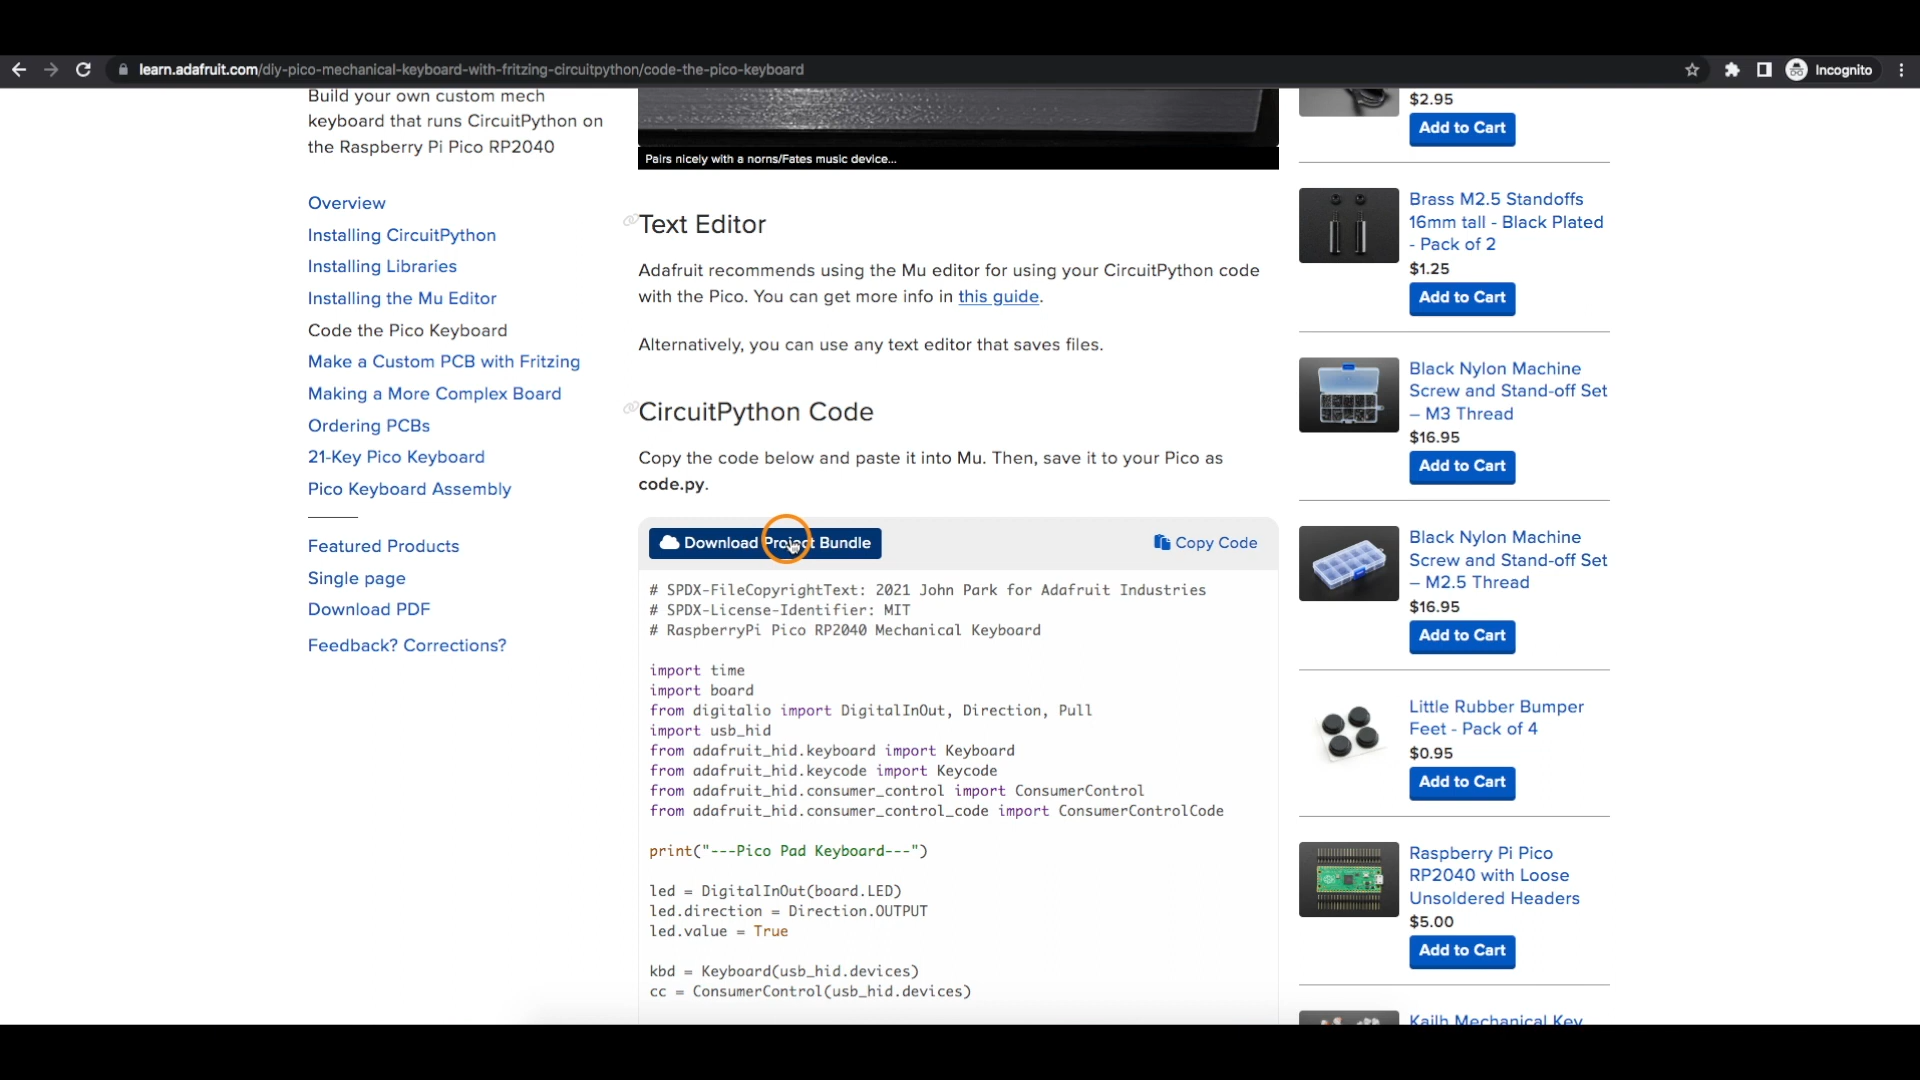 learn.adafruit.com/diy-pico-mechanical-keyboard-with-fritzing-circuitpython/code-the-pico-keyboard
Incognito
Build your own custom mech
keyboard that runs CircuitPython on
the Raspberry Pi Pico RP2040
Overview
Installing CircuitPython
Installing Libraries
Installing the Mu Editor
Code the Pico Keyboard
Make a Custom PCB with Fritzing
Making a More Complex Board
Ordering PCBs
21-Key Pico Keyboard
Pico Keyboard Assembly
Featured Products
Single page
Download PDF
Feedback? Corrections?
Pairs nicely with a norns/Fates music device...
Text Editor
Adafruit recommends using the Mu editor for using your CircuitPython code
with the Pico. You can get more info in this guide.
Alternatively, you can use any text editor that saves files.
CircuitPython Code
Copy the code below and paste it into Mu. Then, save it to your Pico as
code.py.
Download Project Bundle
Copy Code
# SPDX-FileCopyrightText: 2021 John Park for Adafruit Industries
# SPDX-License-Identifier: MIT
# RaspberryPi Pico RP2040 Mechanical Keyboard
import time
import board
from digitalio import DigitalInOut, Direction, Pull
import usb_hid
from adafruit_hid.keyboard import Keyboard
from adafruit_hid.keycode import Keycode
from adafruit_hid.consumer_control import ConsumerControl
from adafruit_hid.consumer_control_code import ConsumerControlCode
print("---Pico Pad Keyboard---")
led = DigitalInOut(board.LED)
led.direction = Direction.OUTPUT
led.value = True
kbd = Keyboard(usb_hid.devices)
cc = ConsumerControl(usb_hid.devices)
$2.95
Add to Cart
Brass M2.5 Standoffs
16mm tall - Black Plated
- Pack of 2
$1.25
Add to Cart
Black Nylon Machine
Screw and Stand-off Set
– M3 Thread
$16.95
Add to Cart
Black Nylon Machine
Screw and Stand-off Set
– M2.5 Thread
$16.95
Add to Cart
Little Rubber Bumper
Feet - Pack of 4
$0.95
Add to Cart
Raspberry Pi Pico
RP2040 with Loose
Unsoldered Headers
$5.00
Add to Cart
Kailh Mechanical Key